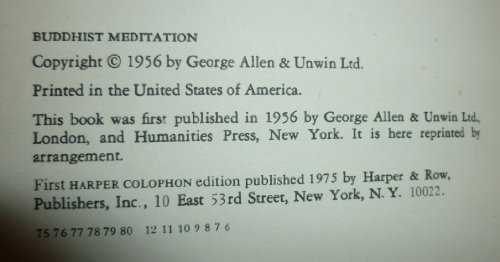 BUDDHIST MEDITATION
Copyright © 1956 by George Allen & Unwin Ltd.
Printed in the United States of America.
This book was first published in 1956 by George Allen & Unwin Ltd,
London, and Humanities Press, New York. It is here reprinted by
arrangement.
First HARPER COLOPHON edition published 1975 by Harper & Row,
Publishers, Inc., 10 East 53rd Street, New York, N. Y. 10022.
75 76 77 78 79 80 12 11 10 9 8 7 6